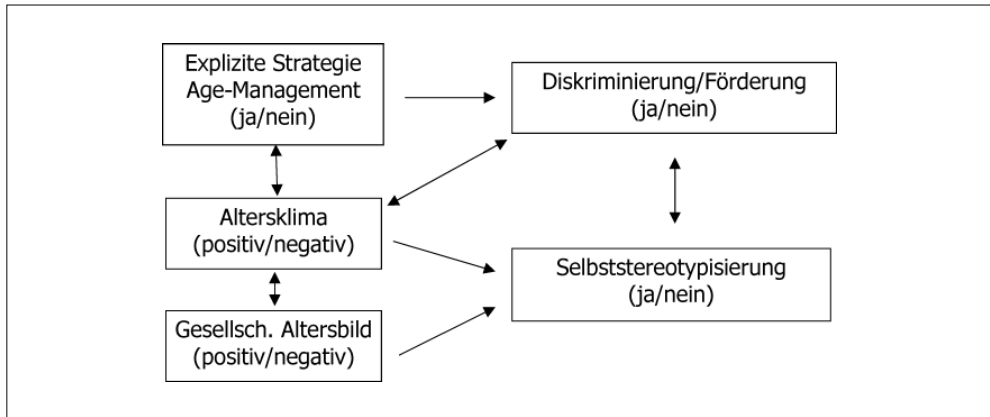 Explizite Strategie
Age-Management
(ja/nein)
Diskriminierung/Förderung
(ja/nein)
Altersklima
(positiv/negativ)
Selbststereotypisierung
(ja/nein)
Gesellsch. Altersbild
(positiv/negativ)